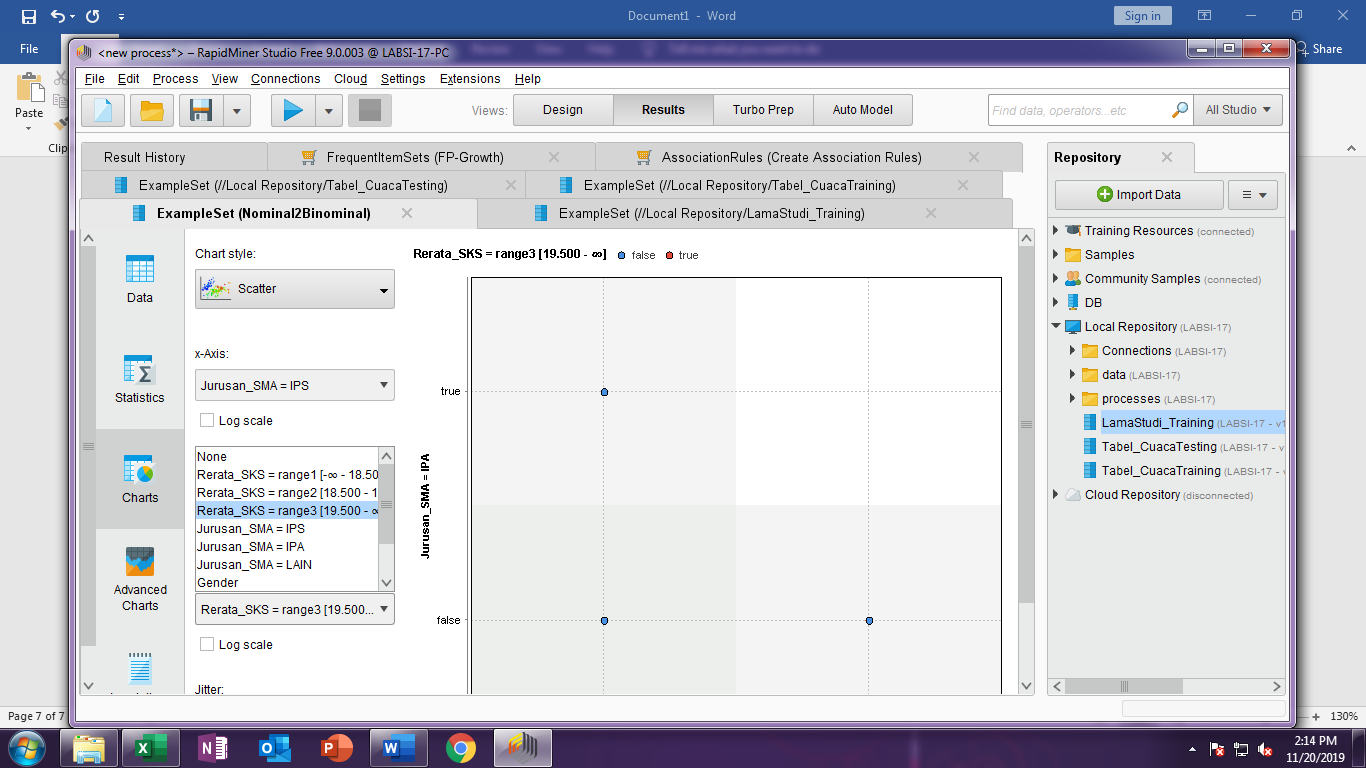 Document1 - Word
Sign in
File
Share
Paste
Clip
<new process*> – RapidMiner Studio Free 9.0.003 @ LABSI-17-PC
File Edit Process View Connections Cloud Settings Extensions Help
Views: Design Results Turbo Prep Auto Model
Find data, operators...etc
All Studio
Result History
FrequentItemSets (FP-Growth)
AssociationRules (Create Association Rules)
ExampleSet (//Local Repository/Tabel_CuacaTesting)
ExampleSet (//Local Repository/Tabel_CuacaTraining)
ExampleSet (Nominal2Binominal)
ExampleSet (//Local Repository/LamaStudi_Training)
Data
Statistics
Charts
Advanced
Charts
Chart style:
Scatter
x-Axis:
Jurusan_SMA = IPS
Log scale
None
Rerata_SKS = range1 [-∞ - 18.50
Rerata_SKS = range2 [18.500 - 1
Rerata_SKS = range3 [19.500 - ∞
Jurusan_SMA = IPS
Jurusan_SMA = IPA
Jurusan_SMA = LAIN
Gender
Rerata_SKS = range3 [19.500...
Log scale
Jitter:
Rerata_SKS = range3 [19.500 - ∞] false true
true
Jurusan_SMA = IPA
false
Repository
Import Data
Training Resources (connected)
Samples
Community Samples (connected)
DB
Local Repository (LABSI-17)
Connections (LABSI-17)
data (LABSI-17)
processes (LABSI-17)
LamaStudi_Training (LABSI-17 - v1
Tabel_CuacaTesting (LABSI-17 - v
Tabel_CuacaTraining (LABSI-17 - v
Cloud Repository (disconnected)
Page 7 of 7
130%
2:14 PM
11/20/2019